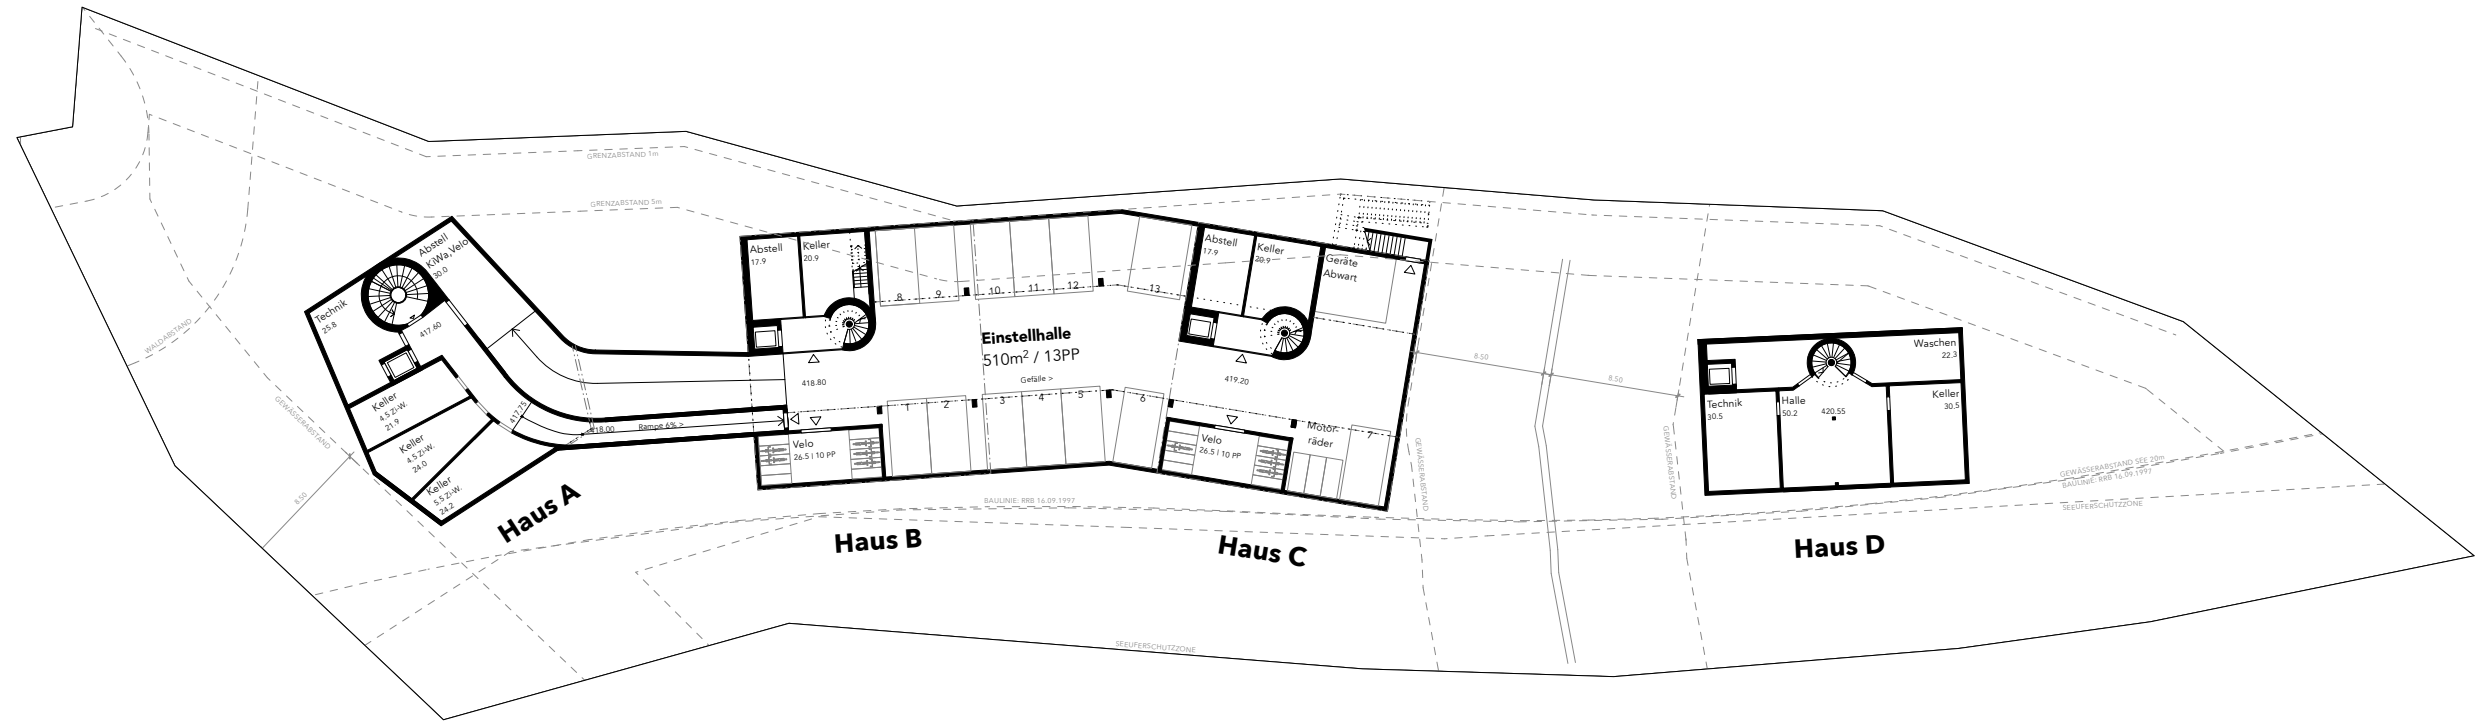 GRENZABSTAND 1m
GRENZABSTAND 5m
WALDABSTAND
GEWÄSSERABSTAND
8.50
Technik
25.8
Abstell
KiWa,Velo
30.0
417.60
Keller
4.5 Zi-W.
21.9
Keller
4.5 Zi-W.
24.0
Keller
5.5 Zi-W.
24.2
417.75
418.00
Rampe 6% >
Haus A
Abstell
17.9
Keller
20.9
8
9
10
11
12
13
Einstellhalle
510m² / 13PP
Gefälle >
418.80
1
2
3
4
5
6
Velo
26.5 | 10 PP
Haus B
BAULINIE: RRB 16.09.1997
Abstell
17.9
Keller
20.9
Geräte
Abwart
419.20
Velo
26.5 | 10 PP
Motor-
räder
7
Haus C
GEWÄSSERABSTAND
8.50
8.50
GEWÄSSERABSTAND
Waschen
22.3
Technik
30.5
Halle
50.2
420.55
Keller
30.5
Haus D
GEWÄSSERABSTAND SEE 20m
BAULINIE: RRB 16.09.1997
SEEUFERSCHUTZZONE
SEEUFERSCHUTZZONE